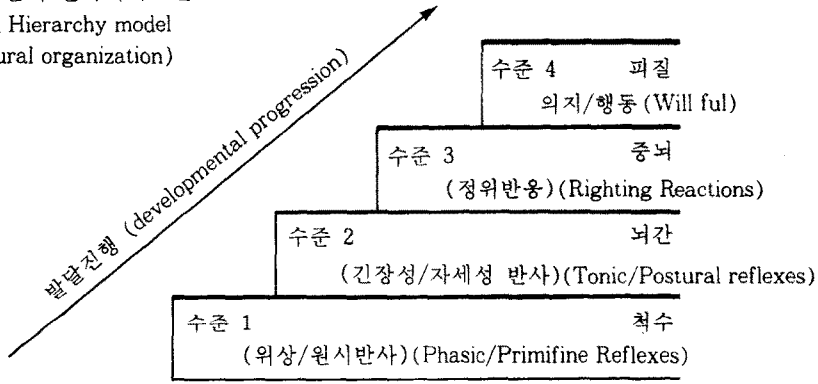 Hierarchy model
ural organization)
발달진행 (developmental progression)
수준 4 피질
의지/행동 (Will ful)
수준 3 중뇌
(정위반응) (Righting Reactions)
수준 2 뇌간
(긴장성/자세성 반사) (Tonic/Postural reflexes)
수준 1 척수
(위상/원시반사) (Phasic/Primifine Reflexes)